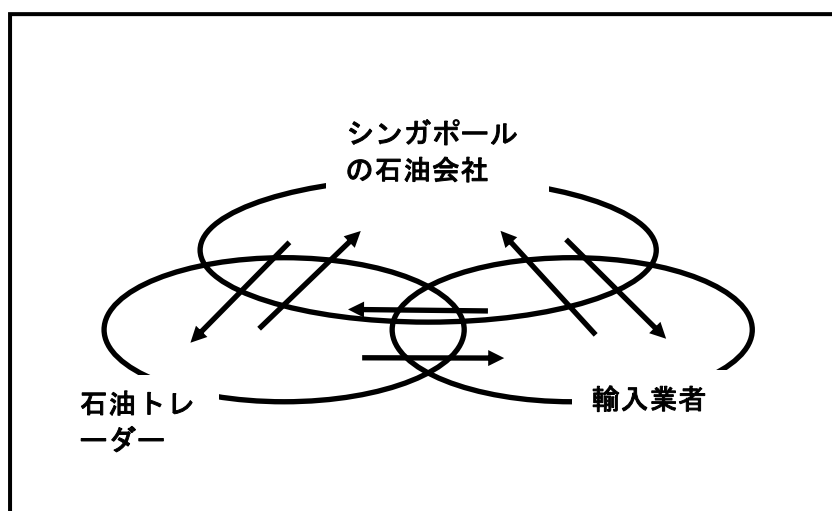 シンガポール
の石油会社
石油トレ
ーダー
輸入業者